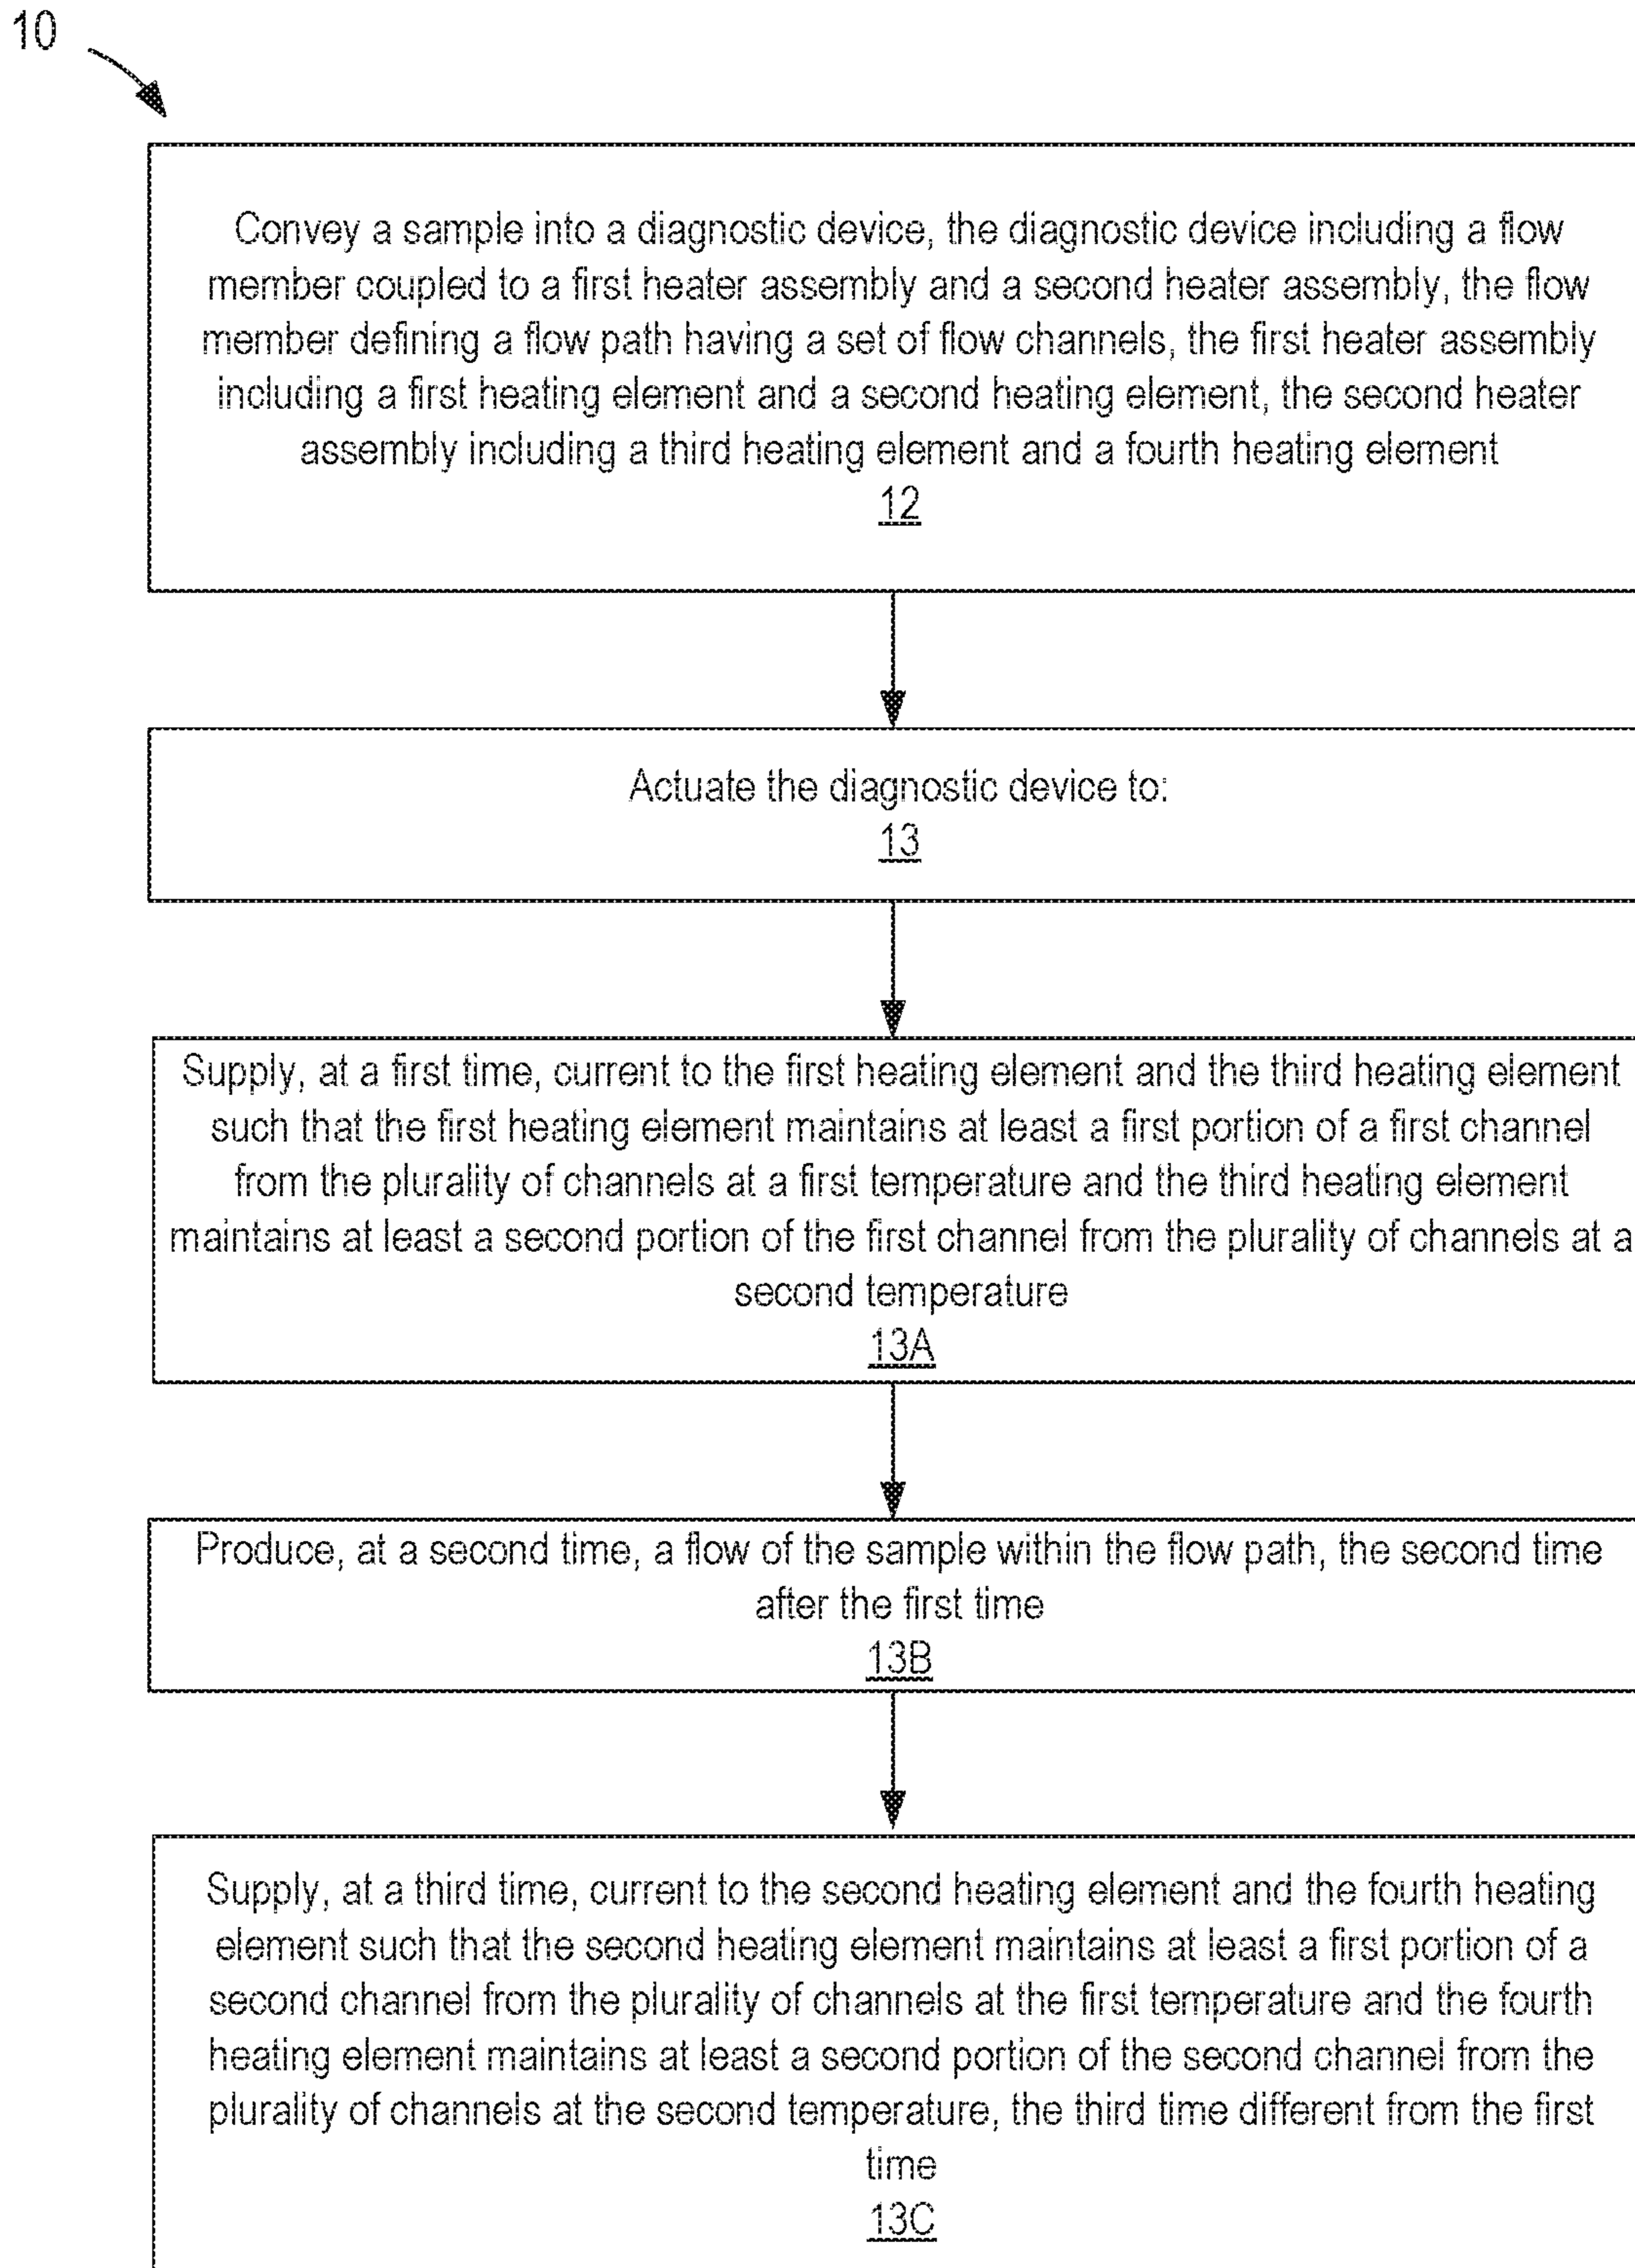 10
Convey a sample into a diagnostic device, the diagnostic device including a flow
member coupled to a first heater assembly and a second heater assembly, the flow
member defining a flow path having a set of flow channels, the first heater assembly
including a first heating element and a second heating element, the second heater
assembly including a third heating element and a fourth heating element
12
Actuate the diagnostic device to:
13
Supply, at a first time, current to the first heating element and the third heating element
such that the first heating element maintains at least a first portion of a first channel
from the plurality of channels at a first temperature and the third heating element
maintains at least a second portion of the first channel from the plurality of channels at a
second temperature
13A
Produce, at a second time, a flow of the sample within the flow path, the second time
after the first time
13B
Supply, at a third time, current to the second heating element and the fourth heating
element such that the second heating element maintains at least a first portion of a
second channel from the plurality of channels at the first temperature and the fourth
heating element maintains at least a second portion of the second channel from the
plurality of channels at the second temperature, the third time different from the first
time
13C